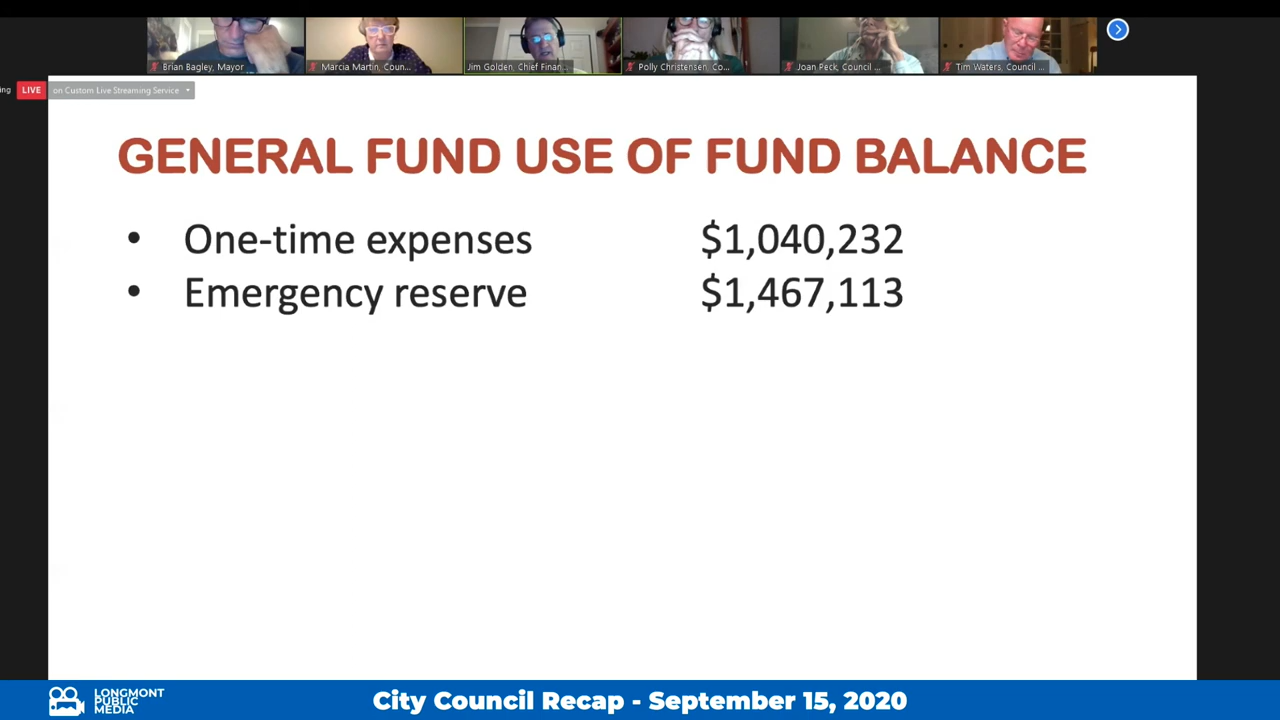 Brian Bagley, Mayor
Marcia Martin, Coun...
Jim Golden, Chief Finan...
Polly Christensen, Co...
Joan Peck, Council ...
Tim Waters, Council ...
ing
LIVE
on Custom Live Streaming Service
GENERAL FUND USE OF FUND BALANCE
• One-time expenses $1,040,232
• Emergency reserve $1,467,113
LONGMONT
PUBLIC
MEDIA
City Council Recap - September 15, 2020